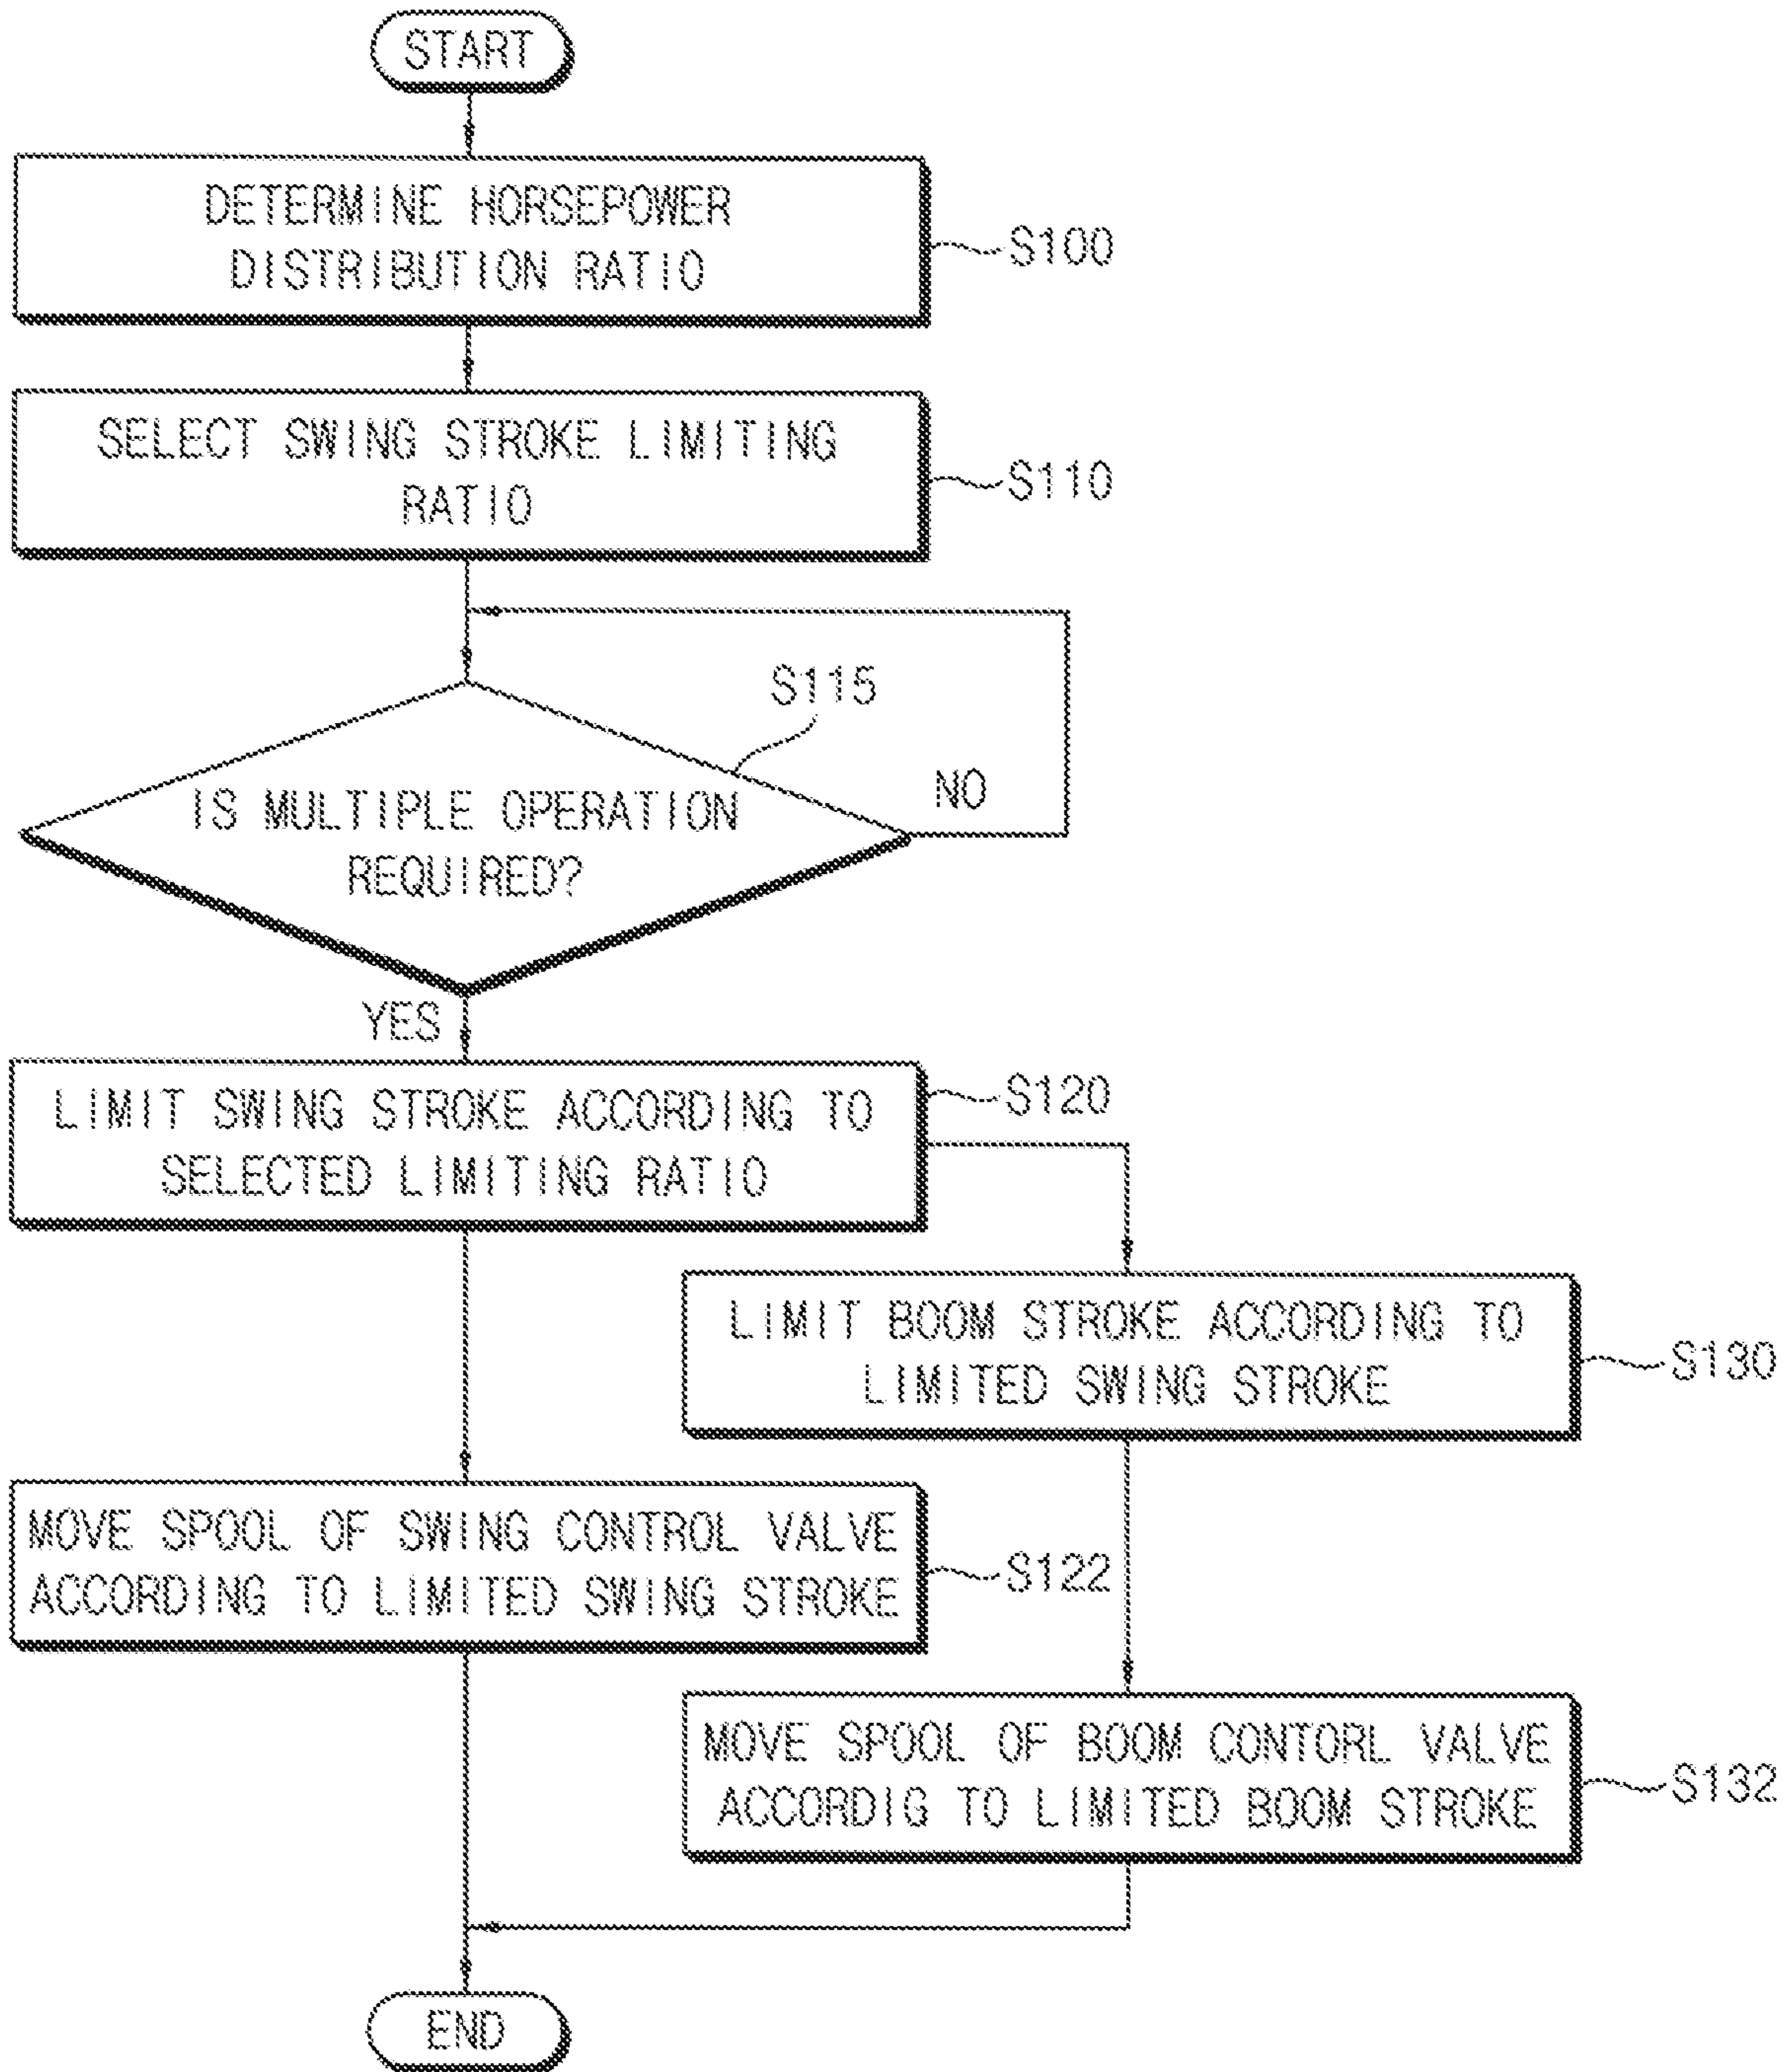 START
DETERMINE HORSEPOWER
DISTRIBUTION RATIO
S100
SELECT SWING STROKE LIMITING
RATIO
S110
S115
IS MULTIPLE OPERATION
REQUIRED?
NO
YES
LIMIT SWING STROKE ACCORDING TO
SELECTED LIMITING RATIO
S120
LIMIT BOOM STROKE ACCORDING TO
LIMITED SWING STROKE
S130
MOVE SPOOL OF SWING CONTROL VALVE
ACCORDING TO LIMITED SWING STROKE
S122
MOVE SPOOL OF BOOM CONTORL VALVE
ACCORDIG TO LIMITED BOOM STROKE
S132
END